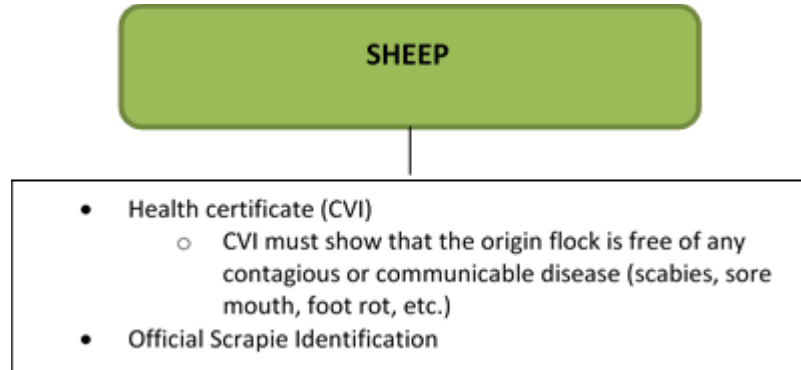 SHEEP
• Health certificate (CVI)
o CVI must show that the origin flock is free of any
contagious or communicable disease (scabies, sore
mouth, foot rot, etc.)
• Official Scrapie Identification